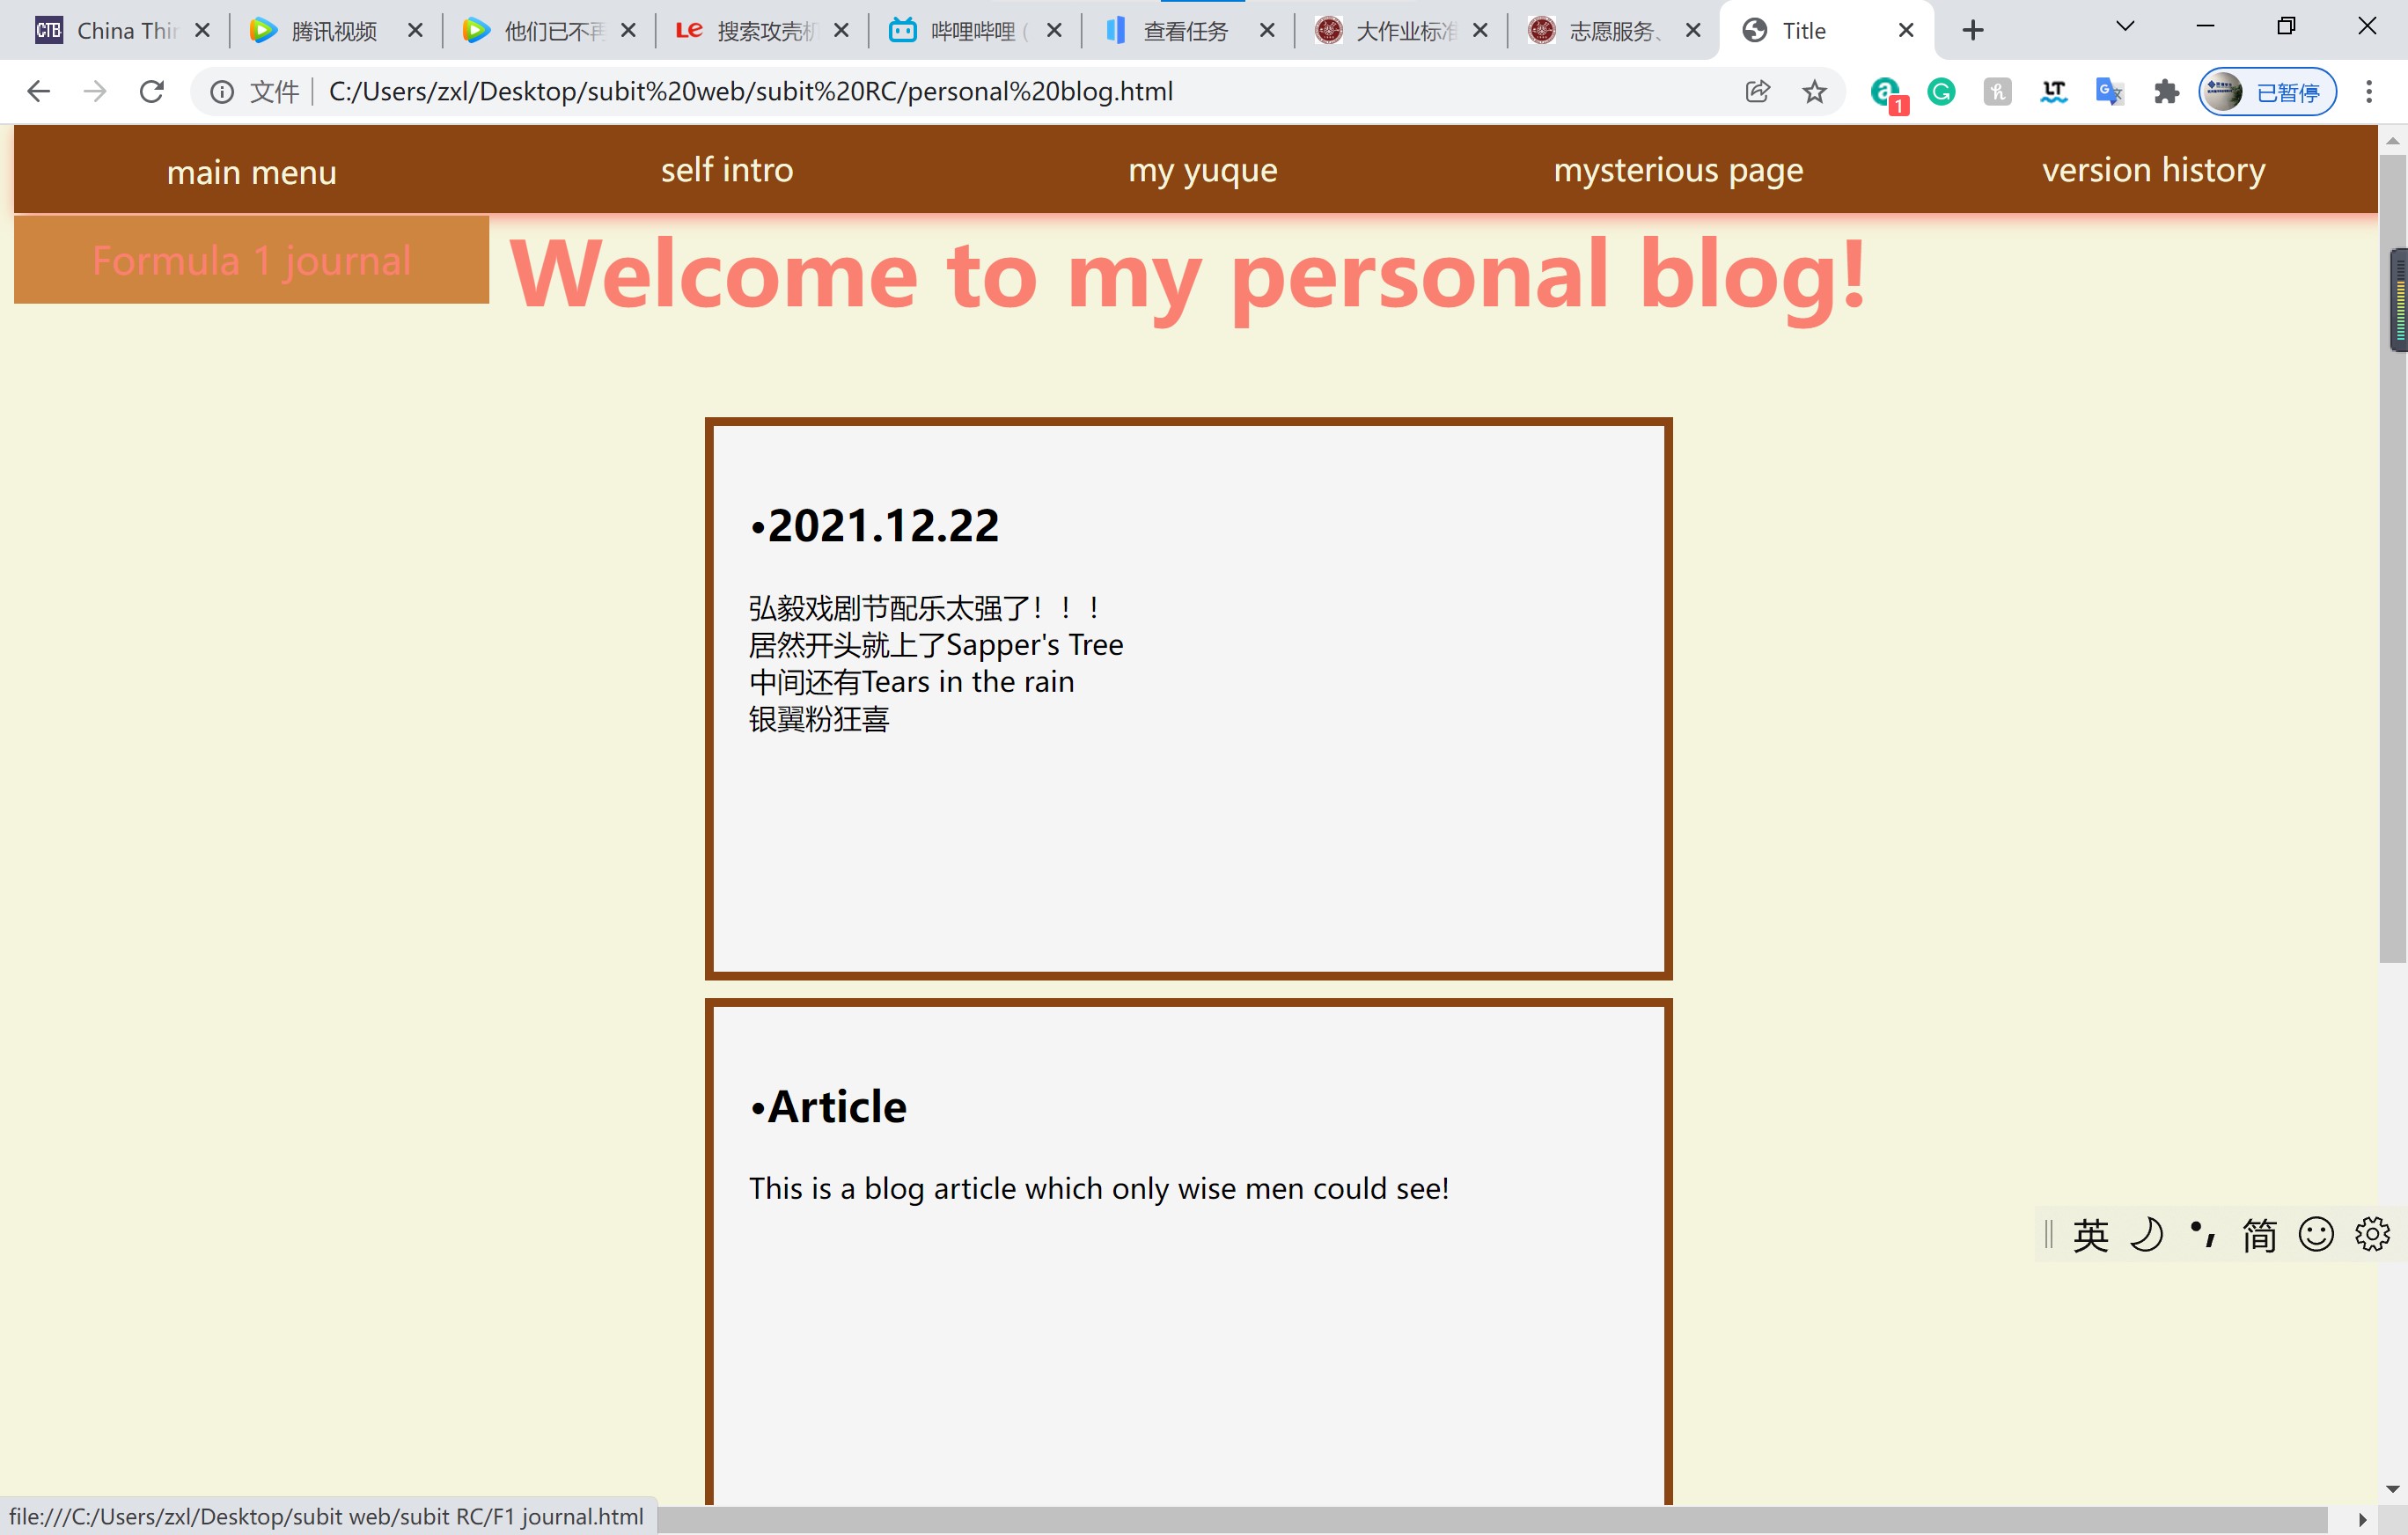 CTB China Thin
腾讯视频
他们已不再
Le 搜索攻壳机
哔哩哔哩 (
查看任务
大作业标准
志愿服务、
Title
文件 C:/Users/zxl/Desktop/subit%20web/subit%20RC/personal%20blog.html
1
LT
已暂停
main menu self intro my yuque mysterious page version history
Formula 1 journal
Welcome to my personal blog!
•2021.12.22
弘毅戏剧节配乐太强了！！！
居然开头就上了Sapper's Tree
中间还有Tears in the rain
银翼粉狂喜
•Article
This is a blog article which only wise men could see!
英 简
file:///C:/Users/zxl/Desktop/subit web/subit RC/F1 journal.html